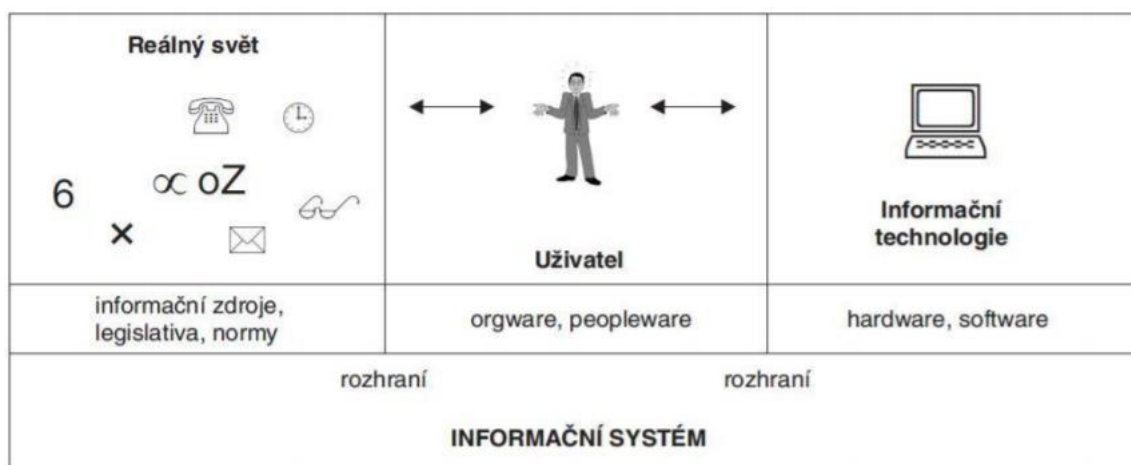 Reálný svět
6
∝ oZ
×
Uživatel
Informační
technologie
informační zdroje,
legislativa, normy
orgware, peopleware
hardware, software
rozhraní
rozhraní
INFORMAČNÍ SYSTÉM